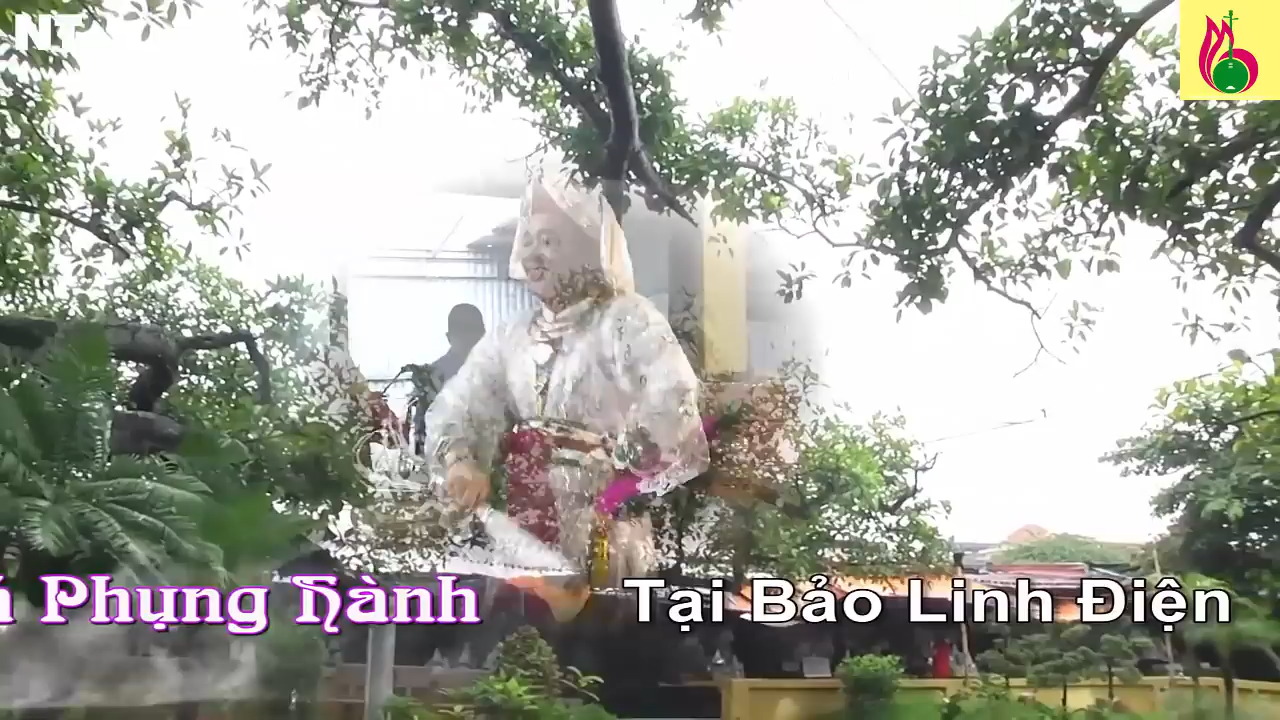 NT
Phụng Hành
Tại Bảo Linh Điện